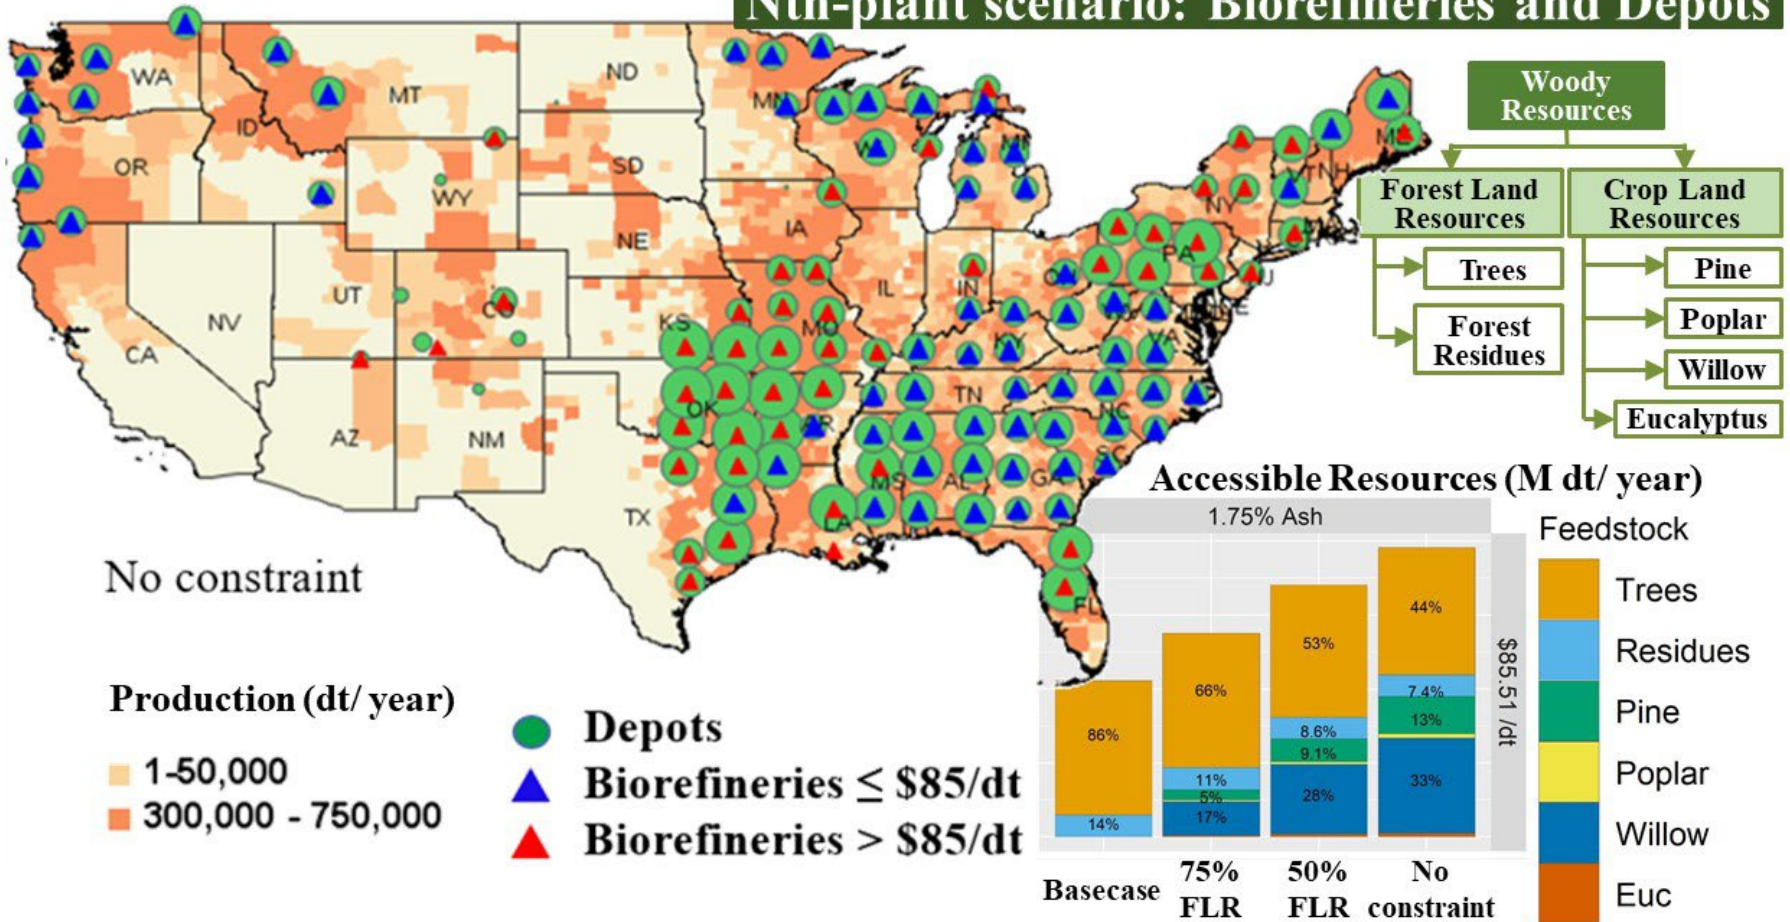 Nth-plant scenario: Biorefineries and Depots
WA
MT
ND
MN
ID
OR
SD
WY
WI
MI
ME
VT
NH
NY
IA
NE
PA
NV
UT
CO
IL
IN
KS
MO
KY
VA
CA
OK
TN
NC
AZ
NM
AR
SC
MS
AL
GA
TX
LA
FL
Woody
Resources
Forest Land
Resources
Crop Land
Resources
Trees
Pine
Forest
Residues
Poplar
Willow
Eucalyptus
No constraint
Production (dt/ year)
1-50,000
300,000 - 750,000
Depots
Biorefineries ≤ $85/dt
Biorefineries > $85/dt
Accessible Resources (M dt/ year)
1.75% Ash
$85.51 /dt
86%
14%
66%
11%
5%
17%
53%
8.6%
9.1%
28%
44%
7.4%
13%
33%
Basecase
75%
FLR
50%
FLR
No
constraint
Feedstock
Trees
Residues
Pine
Poplar
Willow
Euc